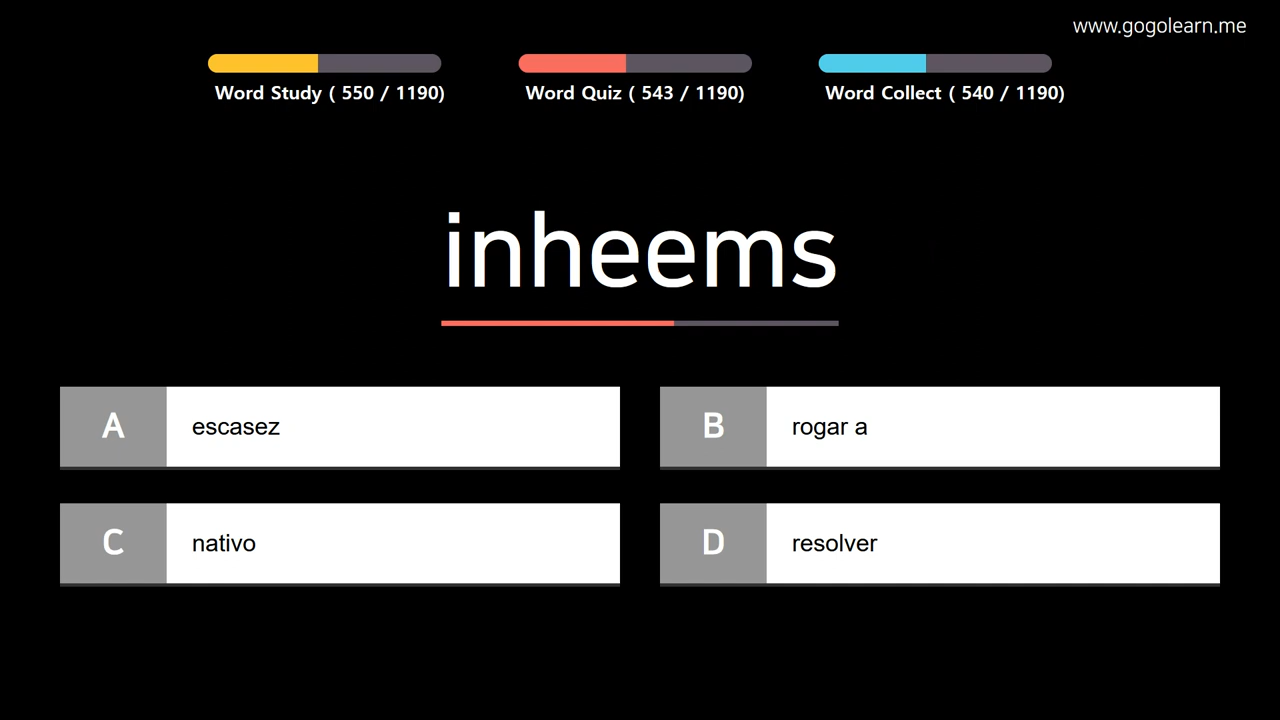 www.gogolearn.me
Word Study ( 550 / 1190)
Word Quiz ( 543 / 1190)
Word Collect ( 540 / 1190)
inheems
A escasez
B rogar a
C nativo
D resolver